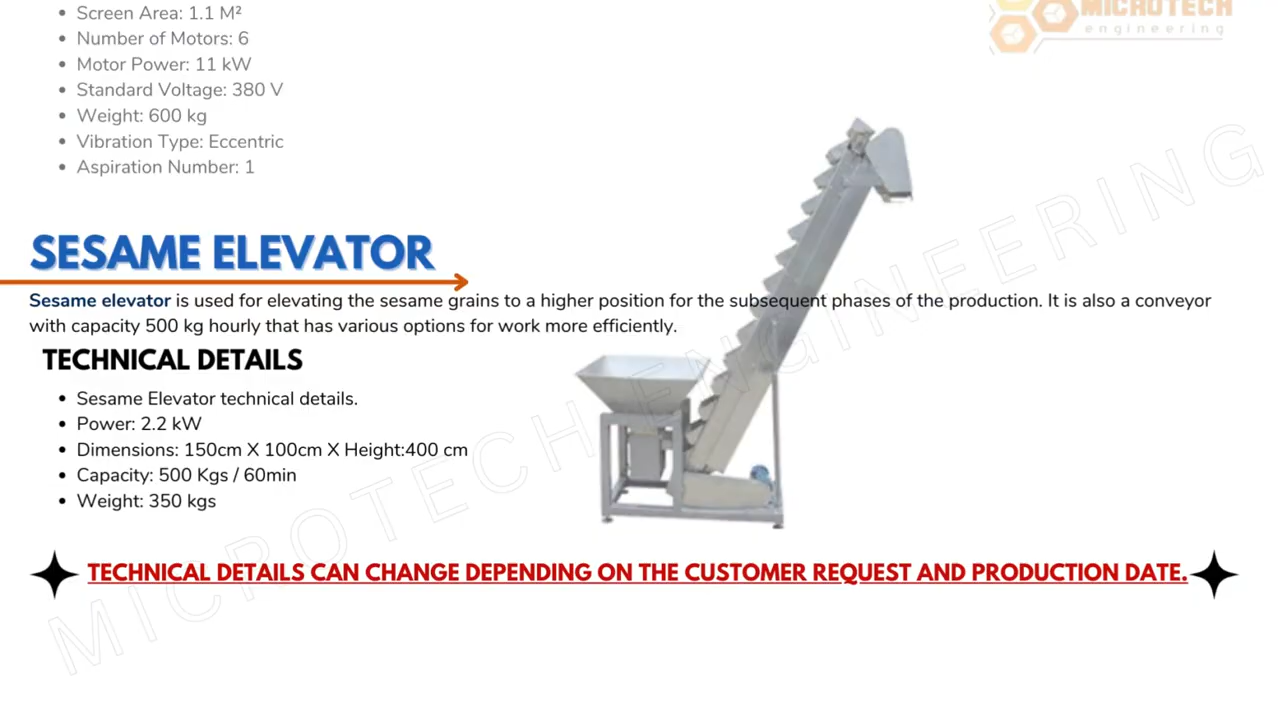 Screen Area: 1.1 M²
MICROTECH
engineering
Number of Motors: 6
Motor Power: 11 kW
Standard Voltage: 380 V
Weight: 600 kg
Vibration Type: Eccentric
Aspiration Number: 1
SESAME ELEVATOR
Sesame elevator is used for elevating the sesame grains to a higher position for the subsequent phases of the production. It is also a conveyor
with capacity 500 kg hourly that has various options for work more efficiently.
TECHNICAL DETAILS
Sesame Elevator technical details.
Power: 2.2 kW
Dimensions: 150cm X 100cm X Height:400 cm
Capacity: 500 Kgs / 60min
Weight: 350 kgs
TECHNICAL DETAILS CAN CHANGE DEPENDING ON THE CUSTOMER REQUEST AND PRODUCTION DATE.
MICROTECH ENGINEERING